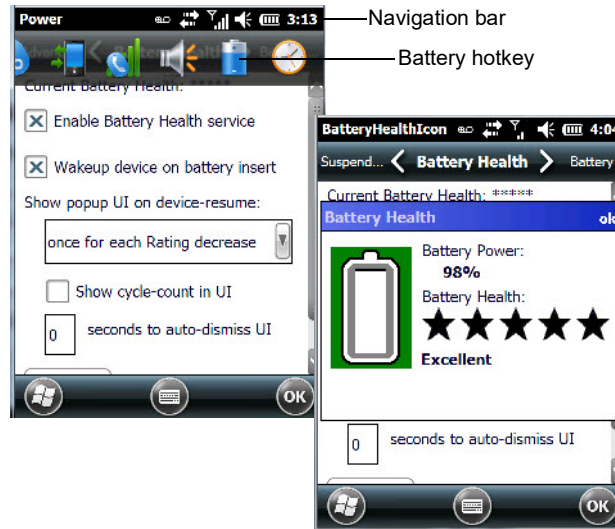 Power 3:13
Navigation bar
Battery hotkey
Current Battery Health: *****
Enable Battery Health service
Wakeup device on battery insert
Show popup UI on device-resume:
once for each Rating decrease
Show cycle-count in UI
0 seconds to auto-dismiss UI
OK
BatteryHealthIcon 4:04
Suspend... Battery Health Battery
Current Battery Health: *****
Battery Health ok
Battery Power:
98%
Battery Health:
Excellent
0 seconds to auto-dismiss UI
OK